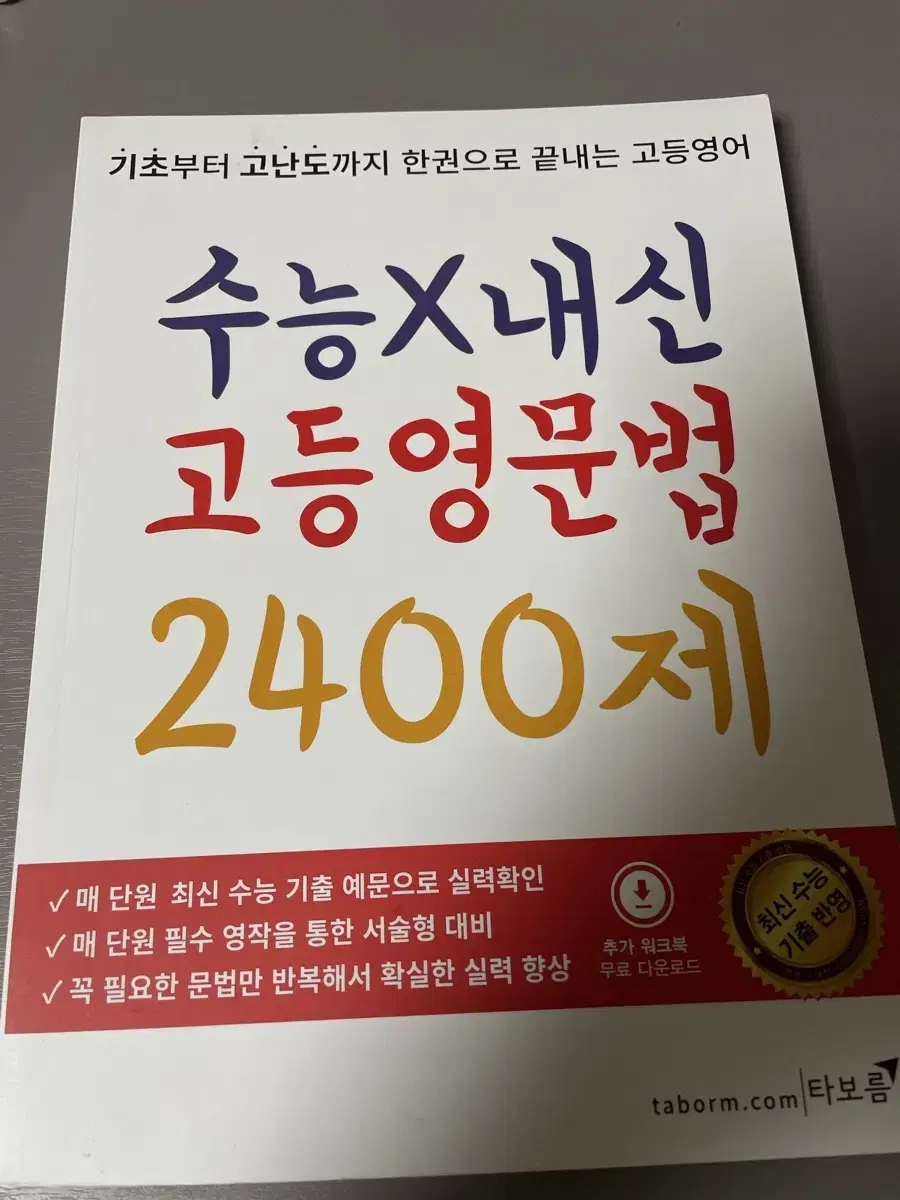 기초부터 고난도까지 한권으로 끝내는 고등영어
수능X내신
고등영문법
2400제
✓ 매 단원 최신 수능 기출 예문으로 실력확인
✓ 매 단원 필수 영작을 통한 서술형 대비
✓ 꼭 필요한 문법만 반복해서 확실한 실력 향상
추가 워크북
무료 다운로드
최신 수능
기출 반영
taborm.com 타보름